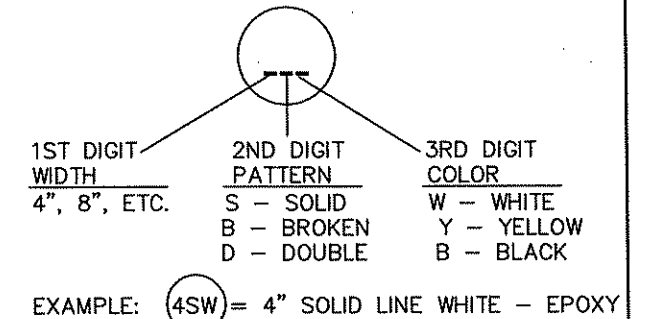 1ST DIGIT 2ND DIGIT 3RD DIGIT
WIDTH PATTERN COLOR
4", 8", ETC. S – SOLID W – WHITE
B – BROKEN Y – YELLOW
D – DOUBLE B – BLACK
EXAMPLE: 4SW = 4" SOLID LINE WHITE – EPOXY